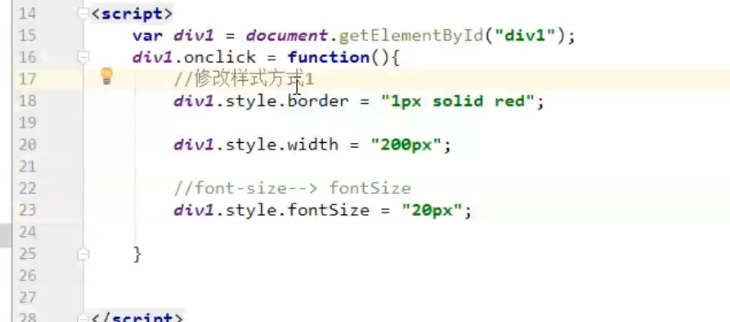 14 <script>
15 var div1 = document.getElementById("div1");
16 div1.onclick = function(){
17 //修改样式方式1
18 div1.style.border = "1px solid red";
19
20 div1.style.width = "200px";
21
22 //font-size--> fontSize
23 div1.style.fontSize = "20px";
24
25 }
26
27
28 </script>